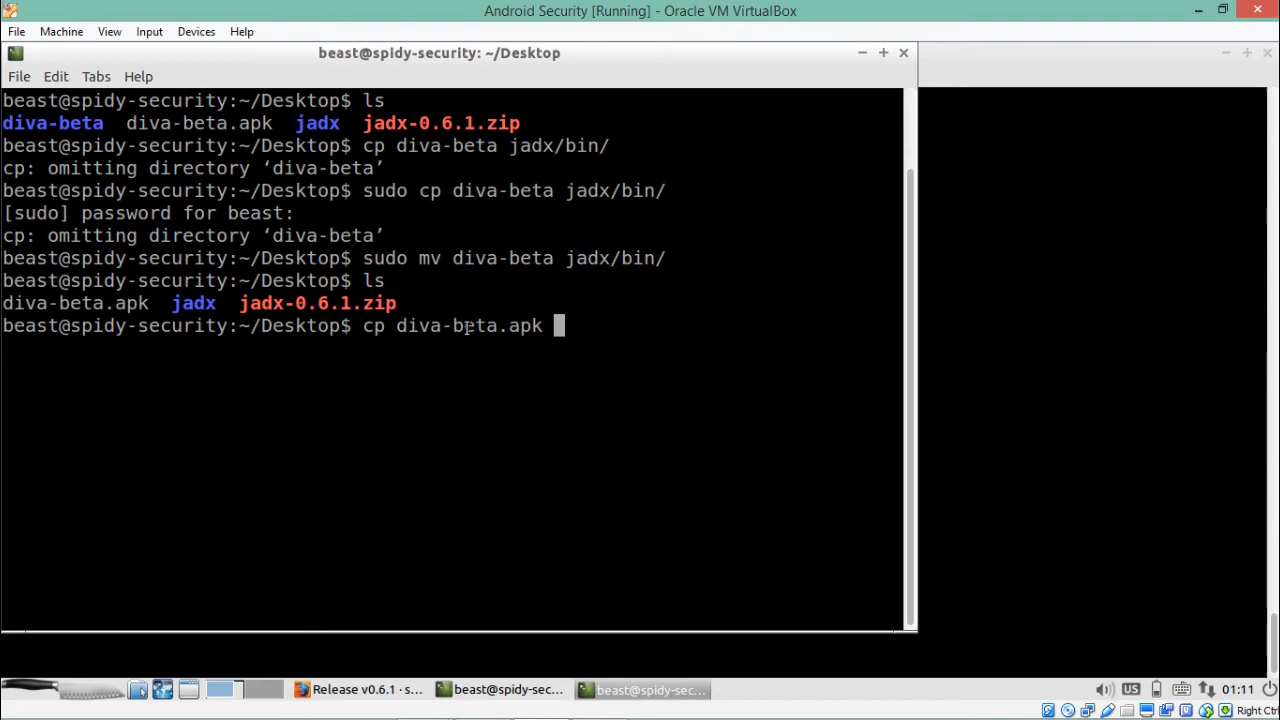 Android Security [Running] - Oracle VM VirtualBox
File Machine View Input Devices Help
beast@spidy-security: ~/Desktop
File Edit Tabs Help
beast@spidy-security:~/Desktop$ ls
diva-beta diva-beta.apk jadx jadx-0.6.1.zip
beast@spidy-security:~/Desktop$ cp diva-beta jadx/bin/
cp: omitting directory ‘diva-beta’
beast@spidy-security:~/Desktop$ sudo cp diva-beta jadx/bin/
[sudo] password for beast:
cp: omitting directory ‘diva-beta’
beast@spidy-security:~/Desktop$ sudo mv diva-beta jadx/bin/
beast@spidy-security:~/Desktop$ ls
diva-beta.apk jadx jadx-0.6.1.zip
beast@spidy-security:~/Desktop$ cp diva-beta.apk
Release v0.6.1 · s... beast@spidy-sec... beast@spidy-sec... US 01:11
Right Ctrl